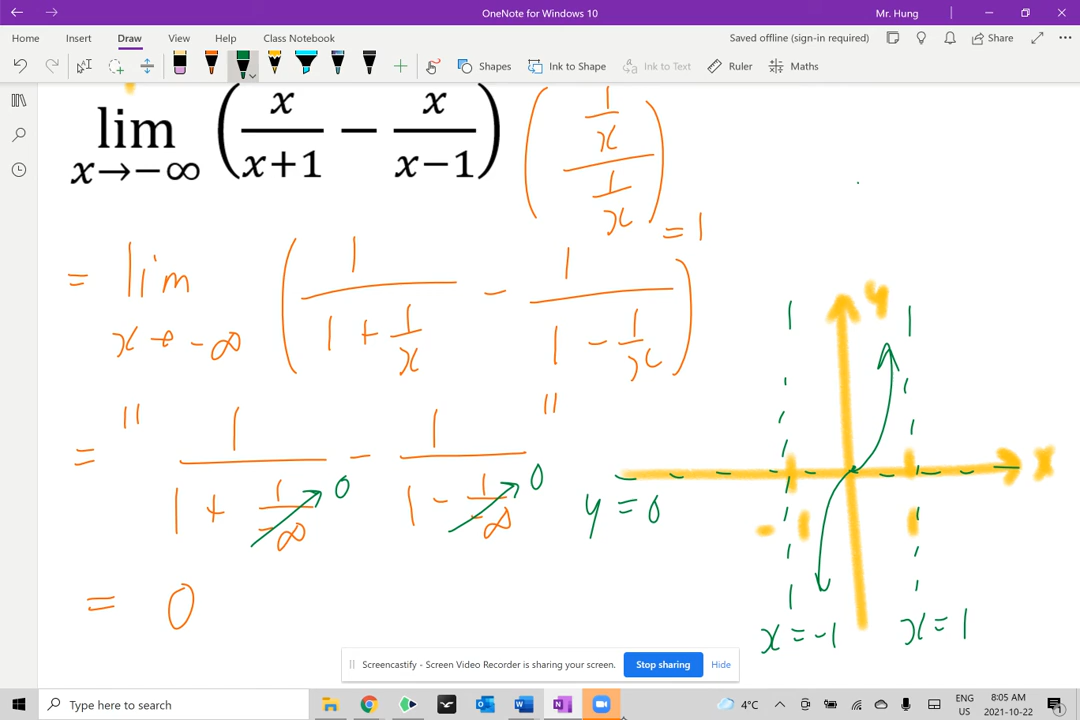 OneNote for Windows 10
Mr. Hung
Home Insert Draw View Help Class Notebook
Saved offline (sign-in required) Share
Shapes Ink to Shape Ink to Text Ruler Maths
lim x→−∞ (x/(x+1) − x/(x−1)) ((1/x)/(1/x)) = 1
= lim x→-∞ (1/(1 + 1/x) - 1/(1 - 1/x))
= " 1/(1 + 1/-∞) 0 - 1/(1 - 1/-∞) 0 "
= 0
y
x
-1 1
y = 0
x = -1
x = 1
Screencastify - Screen Video Recorder is sharing your screen.
Stop sharing
Hide
Type here to search
4°C
ENG
US
8:05 AM
2021-10-22
1